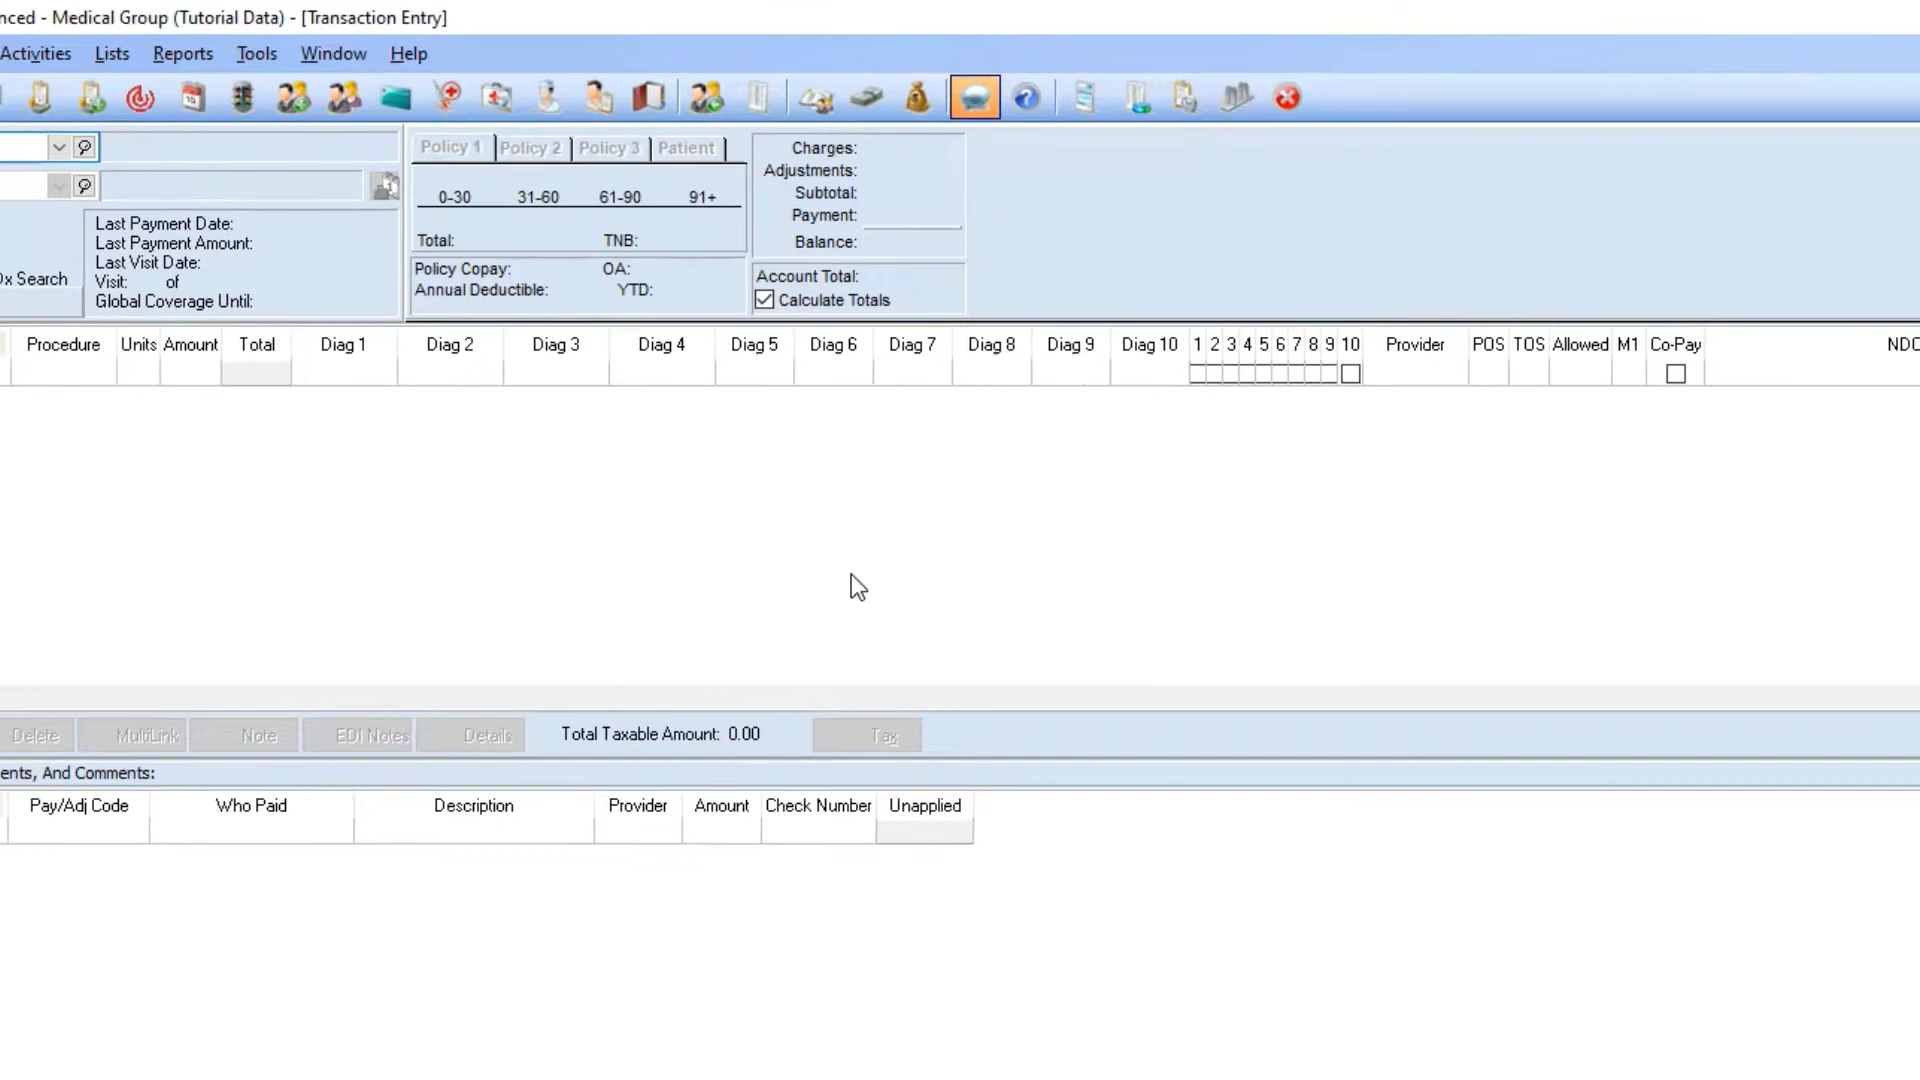 nced - Medical Group (Tutorial Data) - [Transaction Entry]
Activities Lists Reports Tools Window Help
Policy 1 Policy 2 Policy 3 Patient
0-30 31-60 61-90 91+
Total: TNB:
Policy Copay: OA:
Annual Deductible: YTD:
Charges:
Adjustments:
Subtotal:
Payment:
Balance:
Account Total:
Calculate Totals
Dx Search
Last Payment Date:
Last Payment Amount:
Last Visit Date:
Visit: of
Global Coverage Until:
Procedure Units Amount Total Diag 1 Diag 2 Diag 3 Diag 4 Diag 5 Diag 6 Diag 7 Diag 8 Diag 9 Diag 10 1 2 3 4 5 6 7 8 9 10 Provider POS TOS Allowed M1 Co-Pay NDC
Delete MultiLink Note EDI Notes Details Total Taxable Amount: 0.00 Tax
ents, And Comments:
Pay/Adj Code Who Paid Description Provider Amount Check Number Unapplied